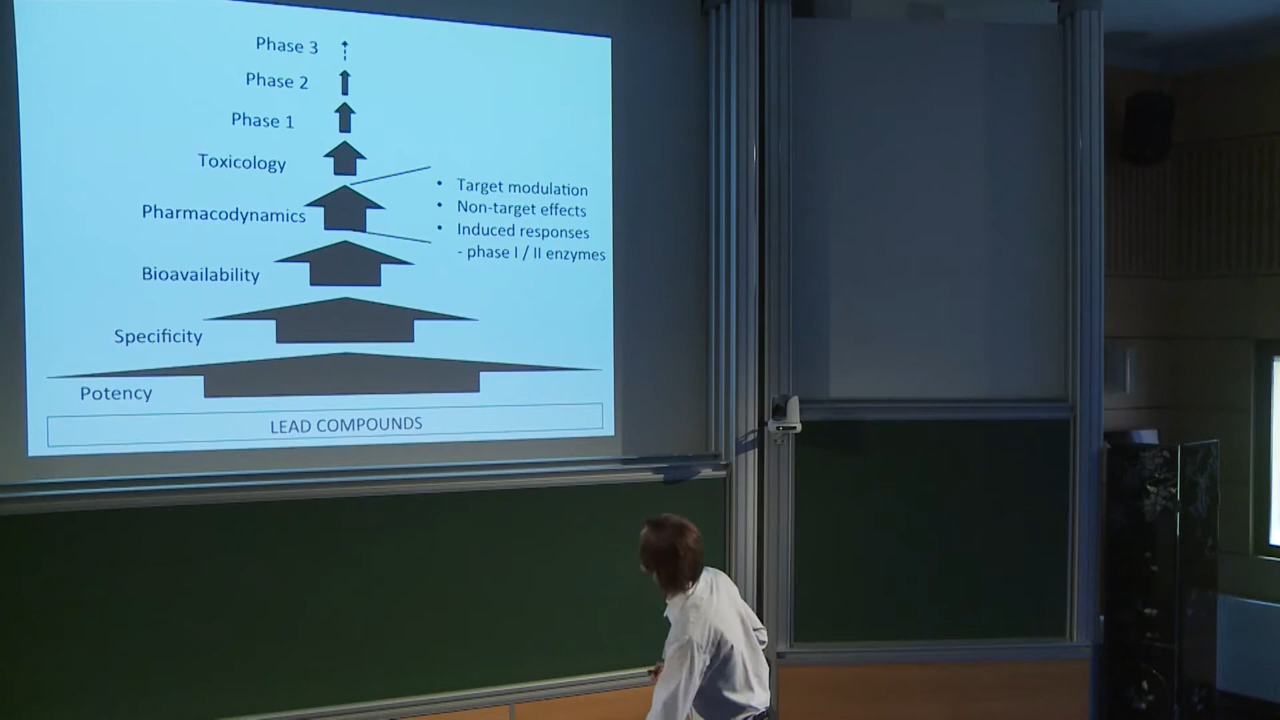 Phase 3
Phase 2
Phase 1
Toxicology
Pharmacodynamics
• Target modulation
• Non-target effects
• Induced responses
- phase I / II enzymes
Bioavailability
Specificity
Potency
LEAD COMPOUNDS